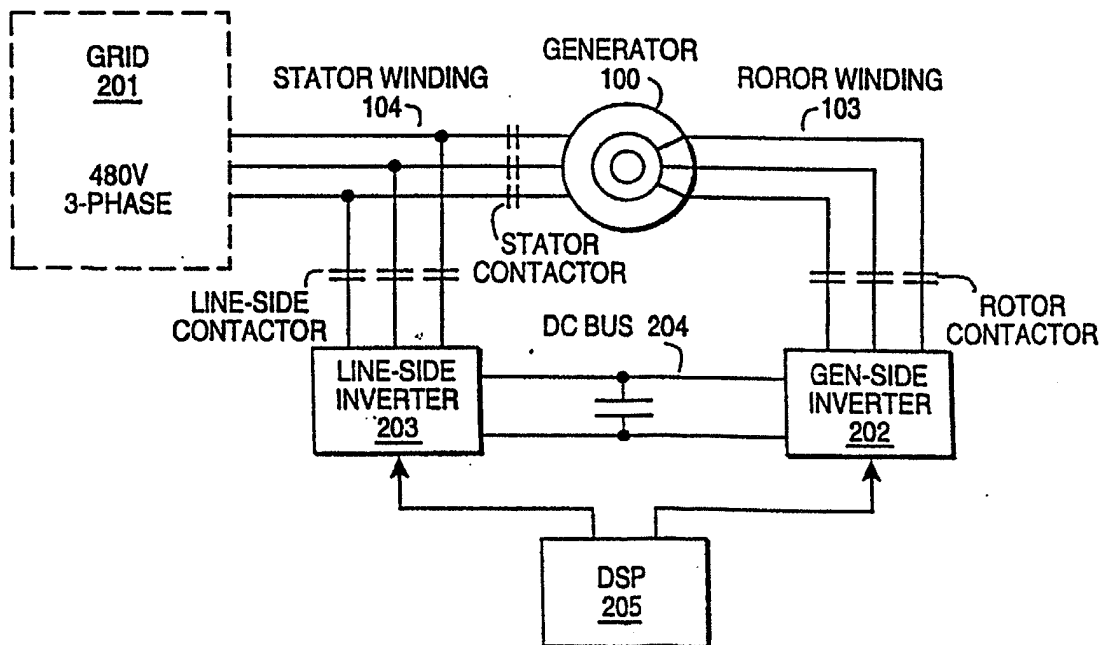 GRID
201
480V
3-PHASE
STATOR WINDING
104
GENERATOR
100
ROROR WINDING
103
STATOR
CONTACTOR
LINE-SIDE
CONTACTOR
ROTOR
CONTACTOR
DC BUS 204
LINE-SIDE
INVERTER
203
GEN-SIDE
INVERTER
202
DSP
205